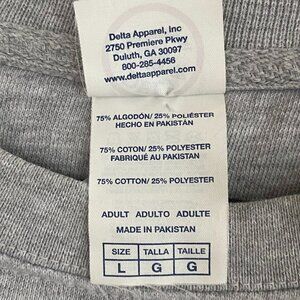 Delta Apparel, Inc
2750 Premiere Pkwy
Duluth, GA 30097
800-285-4456
www.deltaapparel.com
75% ALGODÓN/ 25% POLIÉSTER
HECHO EN PAKISTÁN
75% COTON/ 25% POLYESTER
FABRIQUÉ AU PAKISTAN
75% COTTON/ 25% POLYESTER
ADULT ADULTO ADULTE
MADE IN PAKISTAN
SIZE TALLA TAILLE
L G G